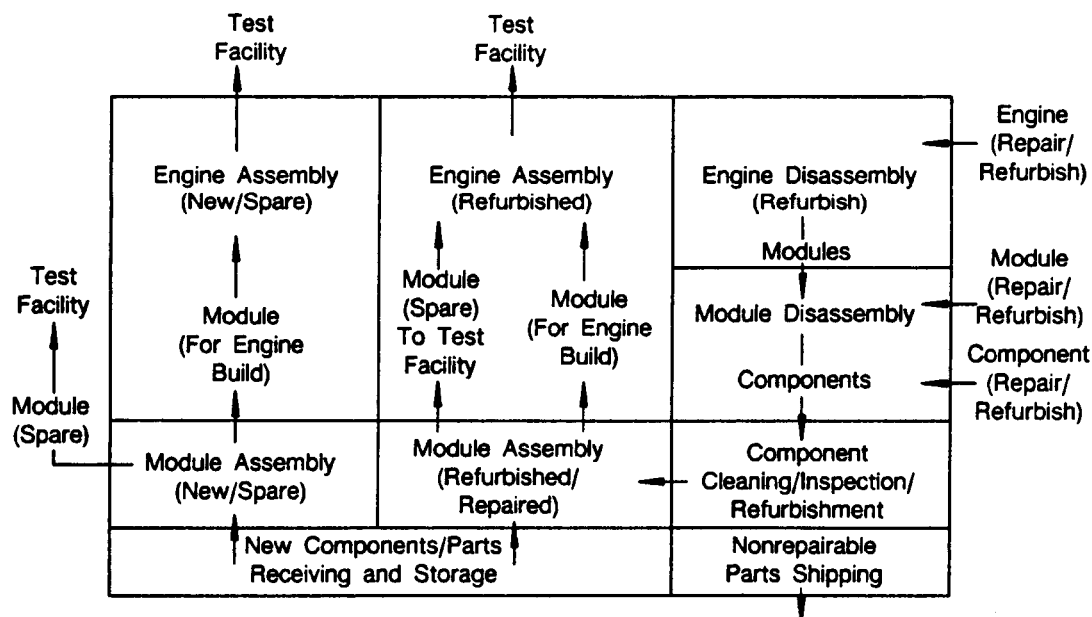 Test
Facility
Test
Facility
Engine
(Repair/
Refurbish)
Engine Assembly
(New/Spare)
Engine Assembly
(Refurbished)
Engine Disassembly
(Refurbish)
Modules
Test
Facility
Module
(For Engine
Build)
Module
(Spare)
To Test
Facility
Module
(For Engine
Build)
Module Disassembly
Module
(Repair/
Refurbish)
Components
Component
(Repair/
Refurbish)
Module
(Spare)
Module Assembly
(New/Spare)
Module Assembly
(Refurbished/
Repaired)
Component
Cleaning/Inspection/
Refurbishment
New Components/Parts
Receiving and Storage
Nonrepairable
Parts Shipping